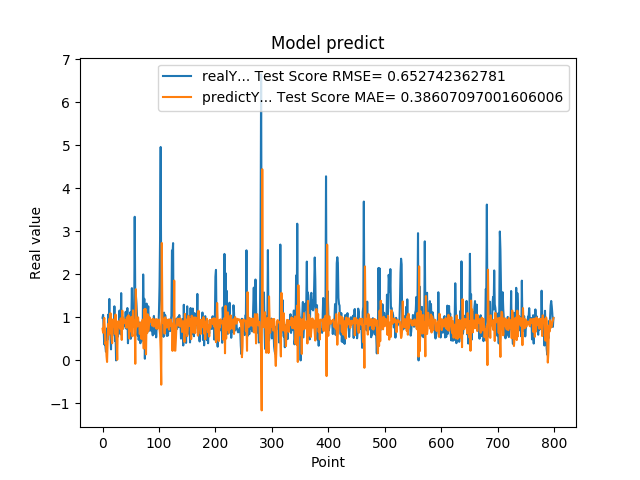 Model predict
realY... Test Score RMSE= 0.652742362781
predictY... Test Score MAE= 0.38607097001606006
7
6
5
4
3
2
1
0
−1
Real value
0 100 200 300 400 500 600 700 800
Point